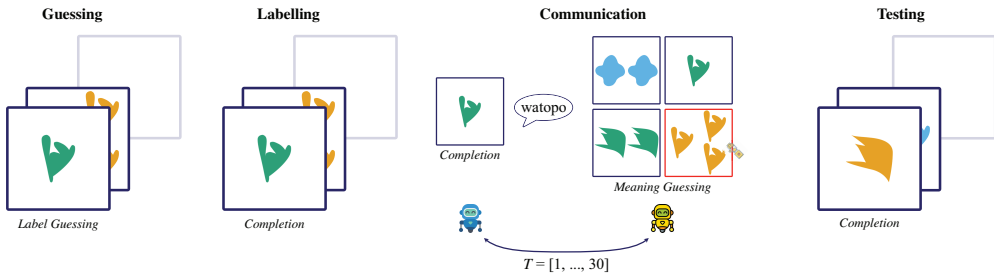 Guessing
Labelling
Communication
Testing
watopo
Completion
Meaning Guessing
Label Guessing
Completion
Completion
T = [1, ..., 30]